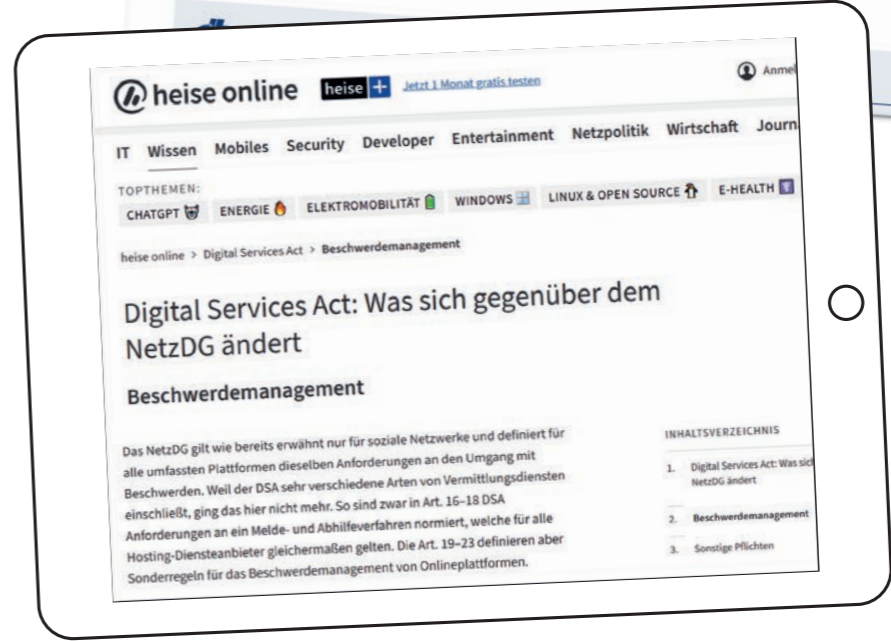 heise online heise + Jetzt 1 Monat gratis testen
IT Wissen Mobiles Security Developer Entertainment Netzpolitik Wirtschaft Journ
TOPTHEMEN:
CHATGPT ENERGIE ELEKTROMOBILITÄT WINDOWS LINUX & OPEN SOURCE E-HEALTH
heise online > Digital Services Act > Beschwerdemanagement
Digital Services Act: Was sich gegenüber dem
NetzDG ändert
Beschwerdemanagement
Das NetzDG gilt wie bereits erwähnt nur für soziale Netzwerke und definiert für
alle umfassten Plattformen dieselben Anforderungen an den Umgang mit
Beschwerden. Weil der DSA sehr verschiedene Arten von Vermittlungsdiensten
einschließt, ging das hier nicht mehr. So sind zwar in Art. 16–18 DSA
Anforderungen an ein Melde- und Abhilfeverfahren normiert, welche für alle
Hosting-Diensteanbieter gleichermaßen gelten. Die Art. 19–23 definieren aber
Sonderregeln für das Beschwerdemanagement von Onlineplattformen.
Anmel
INHALTSVERZEICHNIS
1. Digital Services Act: Was sich
NetzDG ändert
2. Beschwerdemanagement
3. Sonstige Pflichten